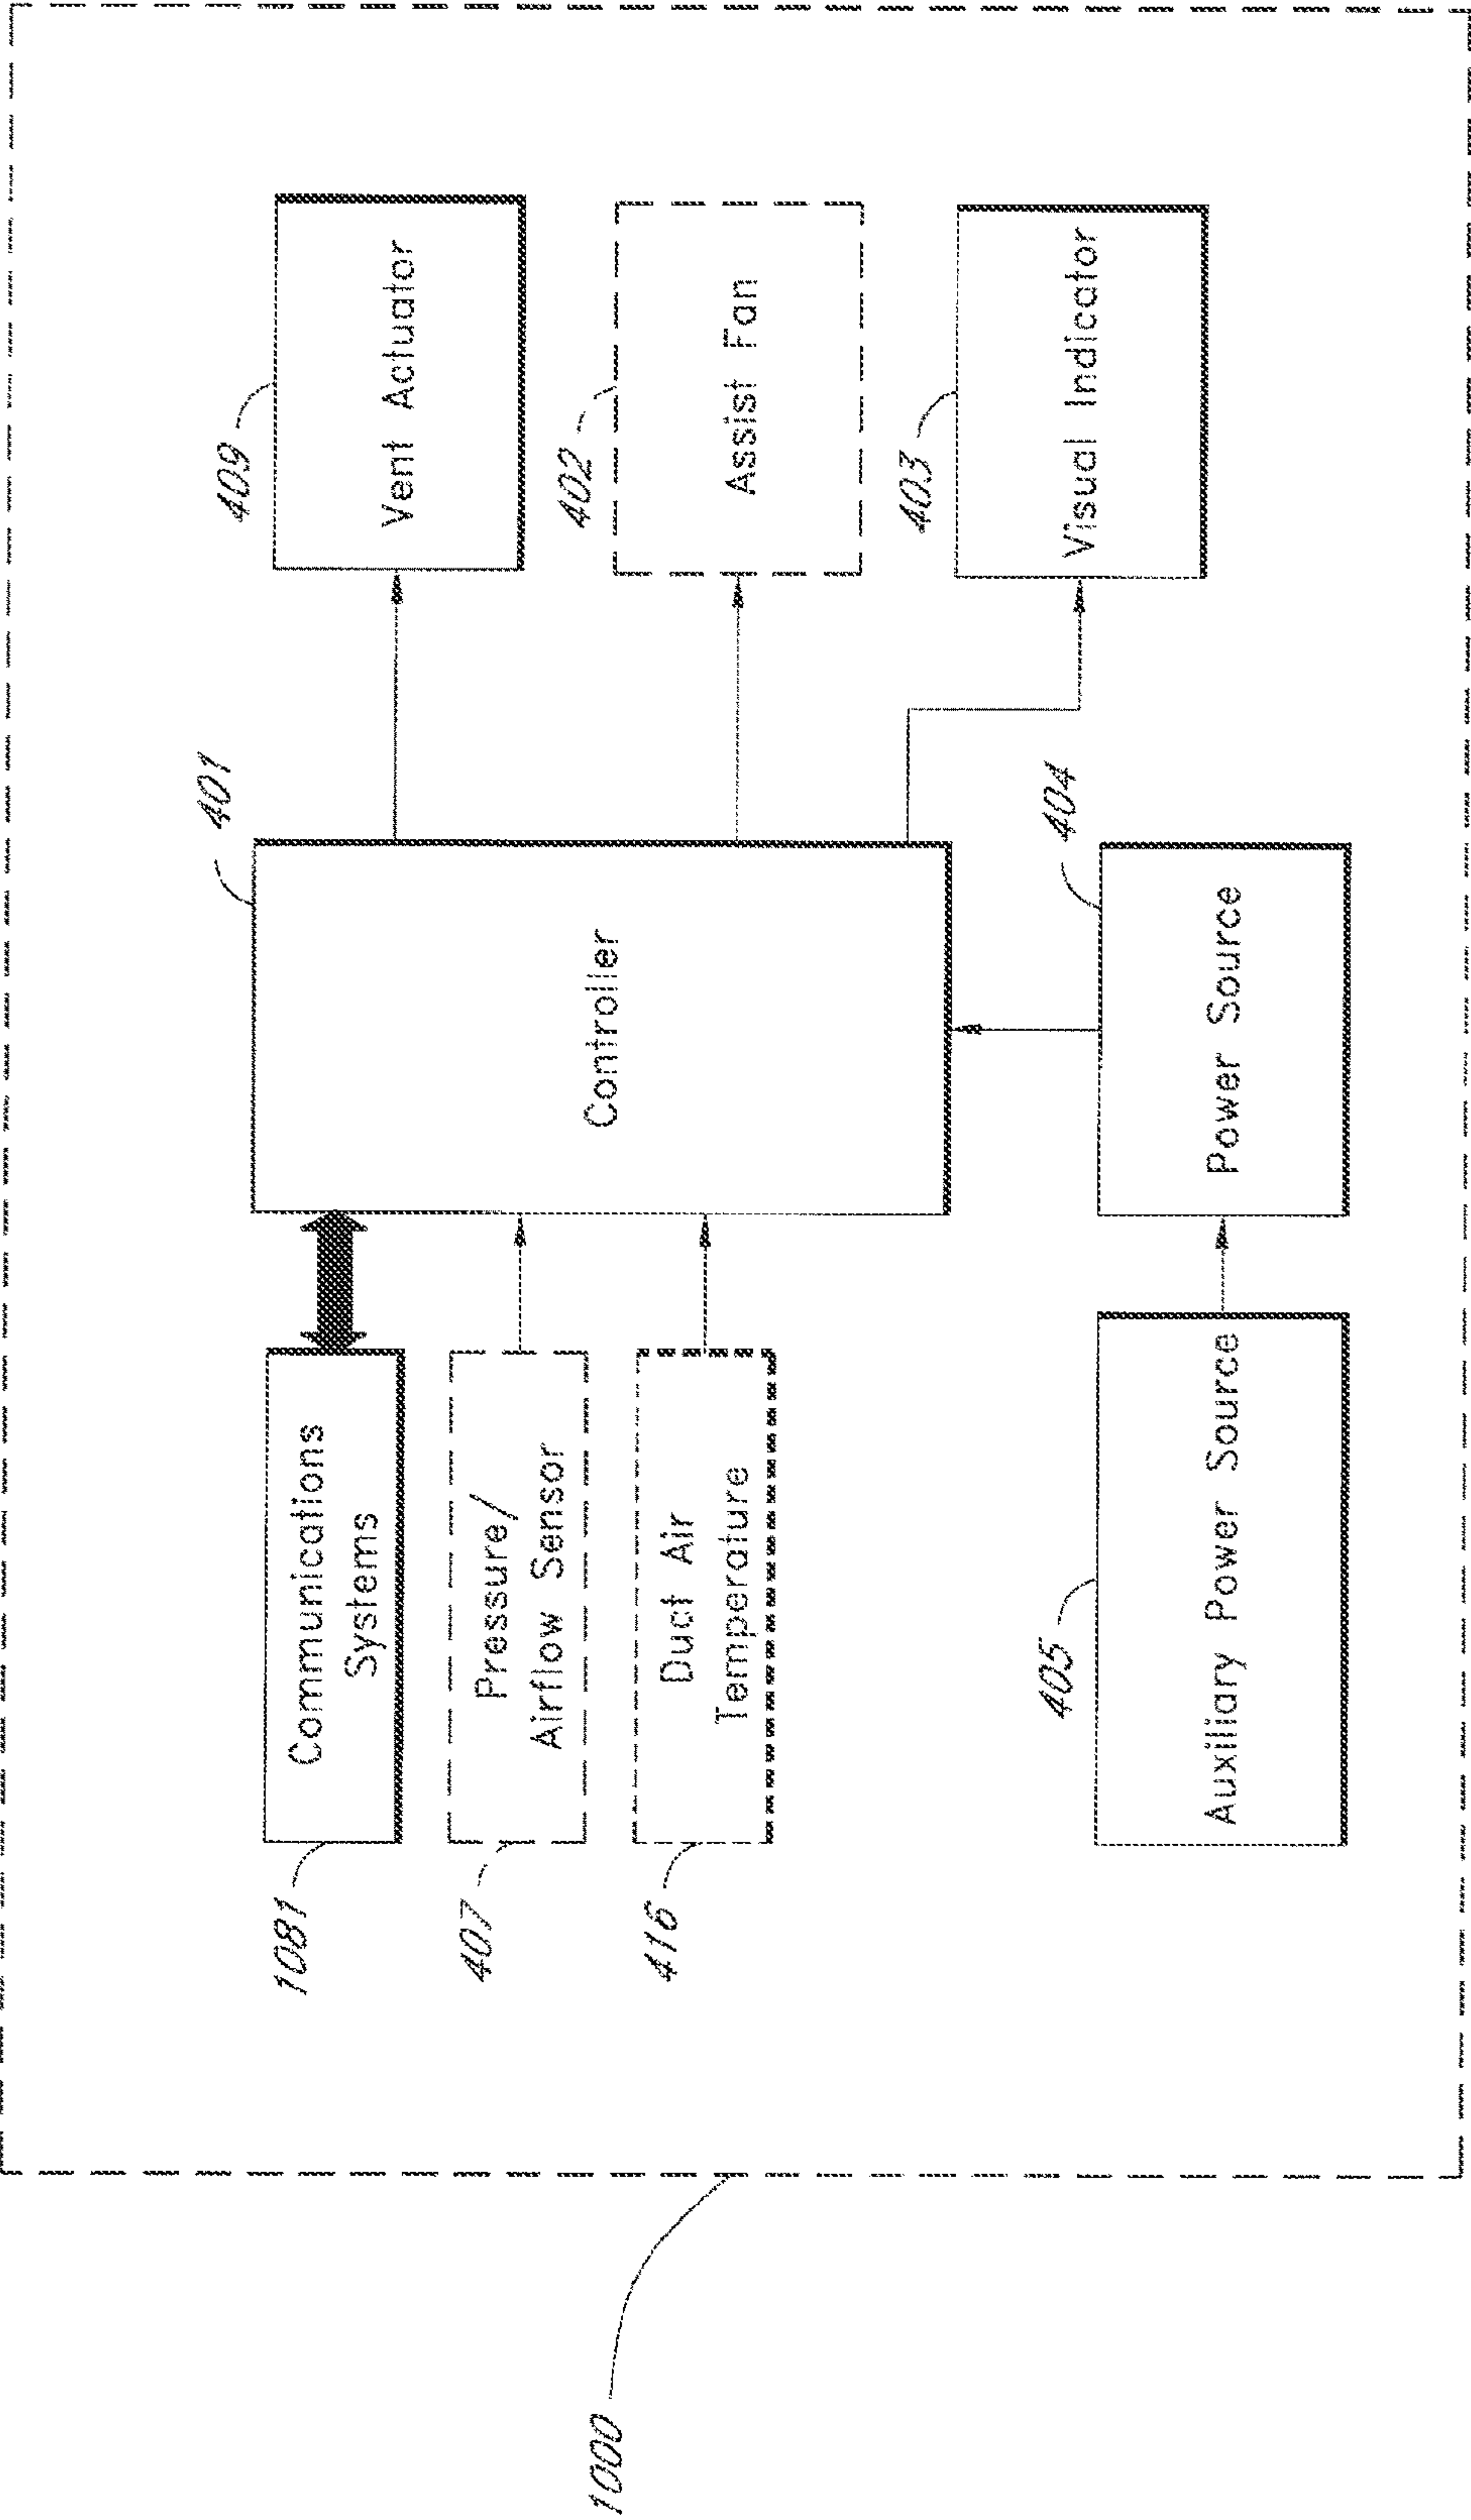 1081
Communications
Systems
407
Pressure/
Airflow Sensor
416
Duct Air
Temperature
401
Controller
409
Vent Actuator
402
Assist Fan
403
Visual Indicator
405
Auxiliary Power Source
404
Power Source
1000